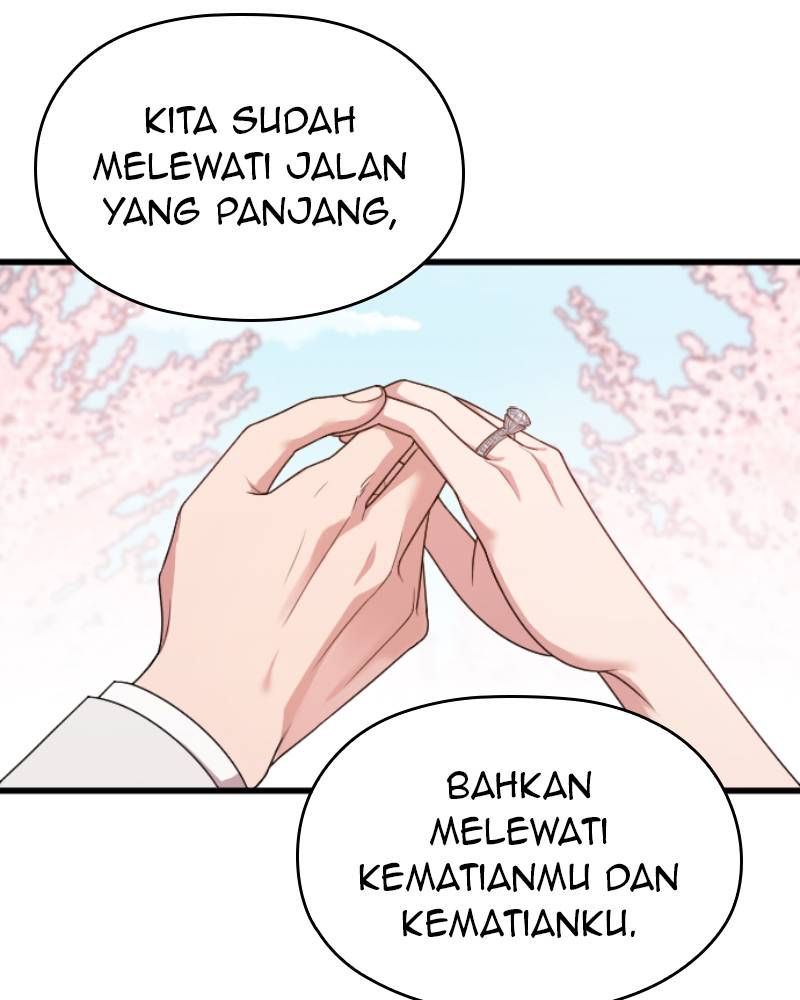 KITA SUDAH
MELEWATI JALAN
YANG PANJANG,
BAHKAN
MELEWATI
KEMATIANMU DAN
KEMATIANKU.